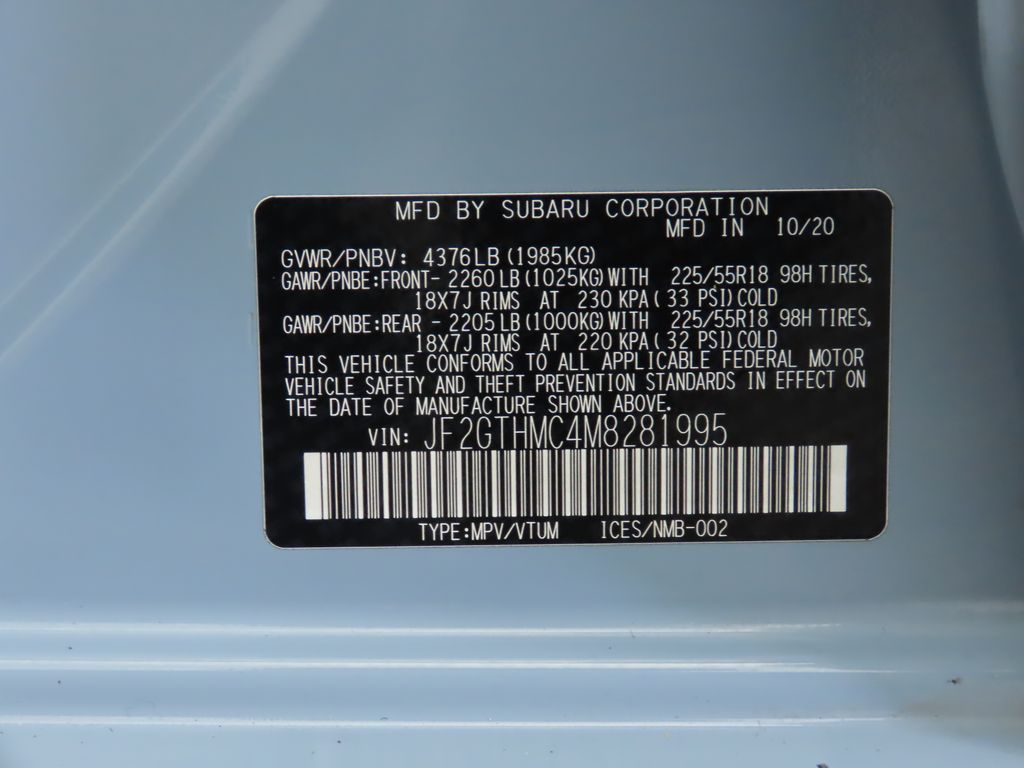 MFD BY SUBARU CORPORATION
MFD IN 10/20
GVWR/PNBV: 4376LB (1985KG)
GAWR/PNBE:FRONT- 2260 LB (1025KG) WITH 225/55R18 98H TIRES,
18X7J RIMS AT 230 KPA ( 33 PSI) COLD
GAWR/PNBE:REAR - 2205 LB (1000KG) WITH 225/55R18 98H TIRES,
18X7J RIMS AT 220 KPA ( 32 PSI) COLD
THIS VEHICLE CONFORMS TO ALL APPLICABLE FEDERAL MOTOR
VEHICLE SAFETY AND THEFT PREVENTION STANDARDS IN EFFECT ON
THE DATE OF MANUFACTURE SHOWN ABOVE.
VIN: JF2GTHMC4M8281995
TYPE:MPV/VTUM ICES/NMB-002